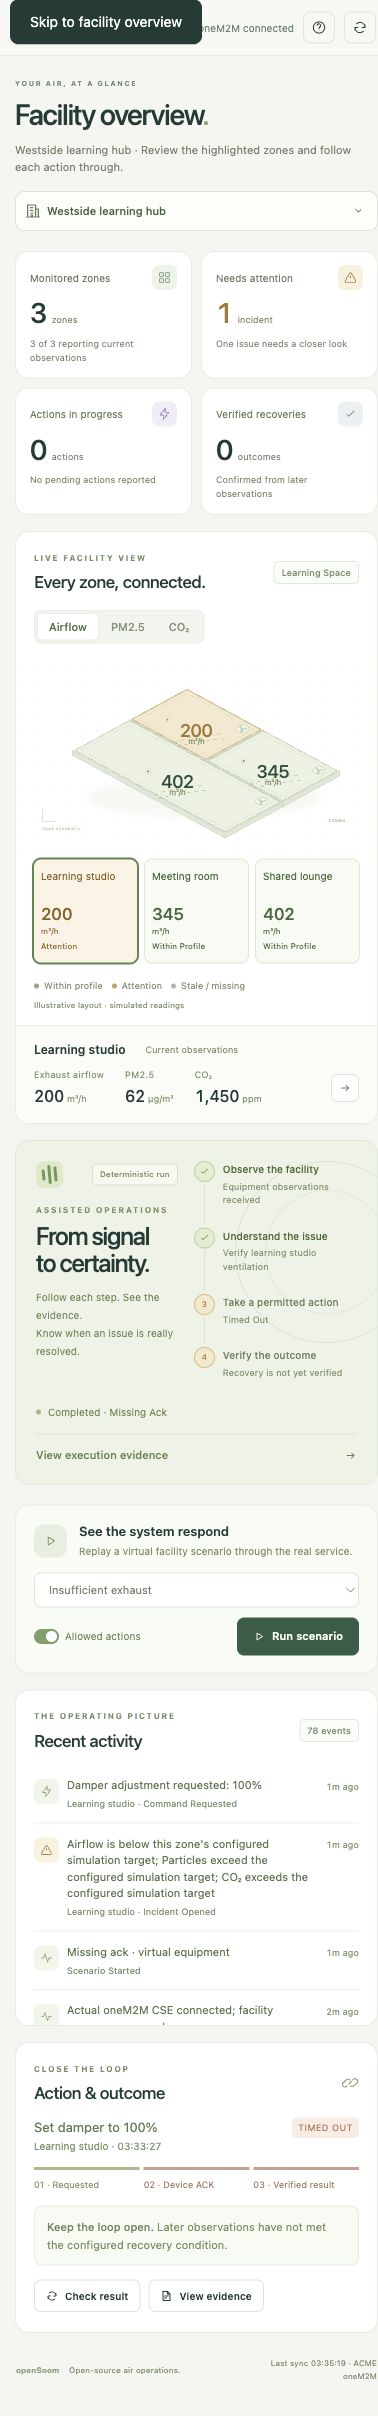 Skip to facility overview
oneM2M connected
YOUR AIR, AT A GLANCE
Facility overview.
Westside learning hub · Review the highlighted zones and follow
each action through.
Westside learning hub
Monitored zones
3 zones
3 of 3 reporting current
observations
Needs attention
1 incident
One issue needs a closer look
Actions in progress
0 actions
No pending actions reported
Verified recoveries
0 outcomes
Confirmed from later
observations
LIVE FACILITY VIEW
Every zone, connected.
Learning Space
Airflow PM2.5 CO₂
200
m³/h
345
m³/h
402
m³/h
ZONE SCHEMATIC
3 ZONES
Learning studio
200
m³/h
Attention
Meeting room
345
m³/h
Within Profile
Shared lounge
402
m³/h
Within Profile
Within profile Attention Stale / missing
Illustrative layout · simulated readings
Learning studio Current observations
Exhaust airflow PM2.5 CO₂
200 m³/h 62 µg/m³ 1,450 ppm
Deterministic run
ASSISTED OPERATIONS
From signal
to certainty.
Follow each step. See the
evidence.
Know when an issue is really
resolved.
Observe the facility
Equipment observations
received
Understand the issue
Verify learning studio
ventilation
3 Take a permitted action
Timed Out
4 Verify the outcome
Recovery is not yet verified
Completed · Missing Ack
View execution evidence
See the system respond
Replay a virtual facility scenario through the real service.
Insufficient exhaust
Allowed actions
Run scenario
THE OPERATING PICTURE
Recent activity
78 events
Damper adjustment requested: 100% 1m ago
Learning studio · Command Requested
Airflow is below this zone's configured 1m ago
simulation target; Particles exceed the
configured simulation target; CO₂ exceeds the
configured simulation target
Learning studio · Incident Opened
Missing ack · virtual equipment 1m ago
Scenario Started
Actual oneM2M CSE connected; facility 2m ago
CLOSE THE LOOP
Action & outcome
Set damper to 100%
TIMED OUT
Learning studio · 03:33:27
01 · Requested 02 · Device ACK 03 · Verified result
Keep the loop open. Later observations have not met
the configured recovery condition.
Check result View evidence
openSoom Open-source air operations.
Last sync 03:35:19 · ACME
oneM2M